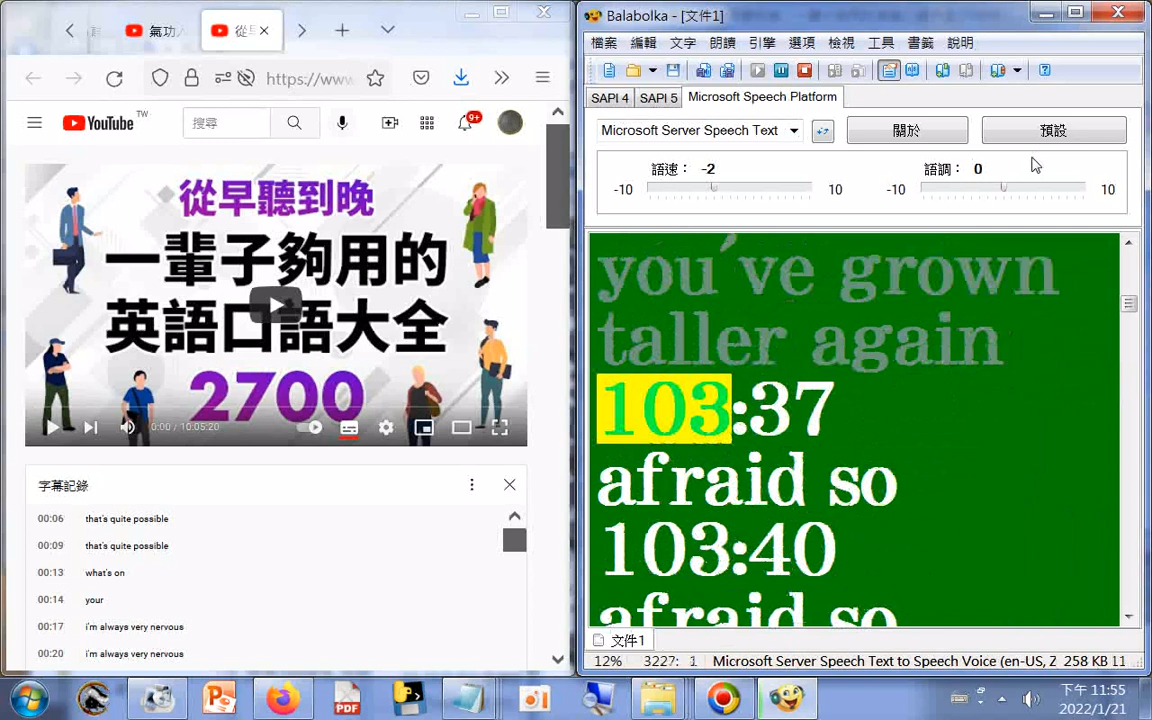 氣功人
從
https://www
YouTube TW
搜尋
9+
從早聽到晚
一輩子夠用的
英語口語大全
2700
0:00 / 10:05:20
字幕記錄
00:06 that's quite possible
00:09 that's quite possible
00:13 what's on
00:14 your
00:17 i'm always very nervous
00:20 i'm always very nervous
Balabolka - [文件1]
檔案 編輯 文字 朗讀 引擎 選項 檢視 工具 書籤 說明
SAPI 4 SAPI 5 Microsoft Speech Platform
Microsoft Server Speech Text 關於 預設
語速： -2 語調： 0
-10 10 -10 10
you´ve grown
taller again
103:37
afraid so
103:40
afraid so
文件1
12% 3227: 1 Microsoft Server Speech Text to Speech Voice (en-US, Z 258 KB 11
PDF
下午 11:55
2022/1/21